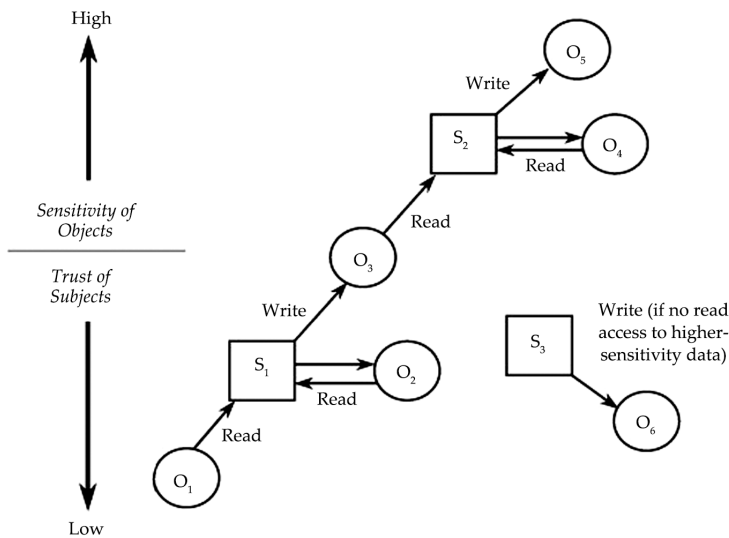 High
O5
Write
S2
O4
Read
Sensitivity of
Objects
Read
O3
Trust of
Subjects
Write
Write (if no read
access to higher-
sensitivity data)
S3
S1
O2
Read
O6
Read
O1
Low